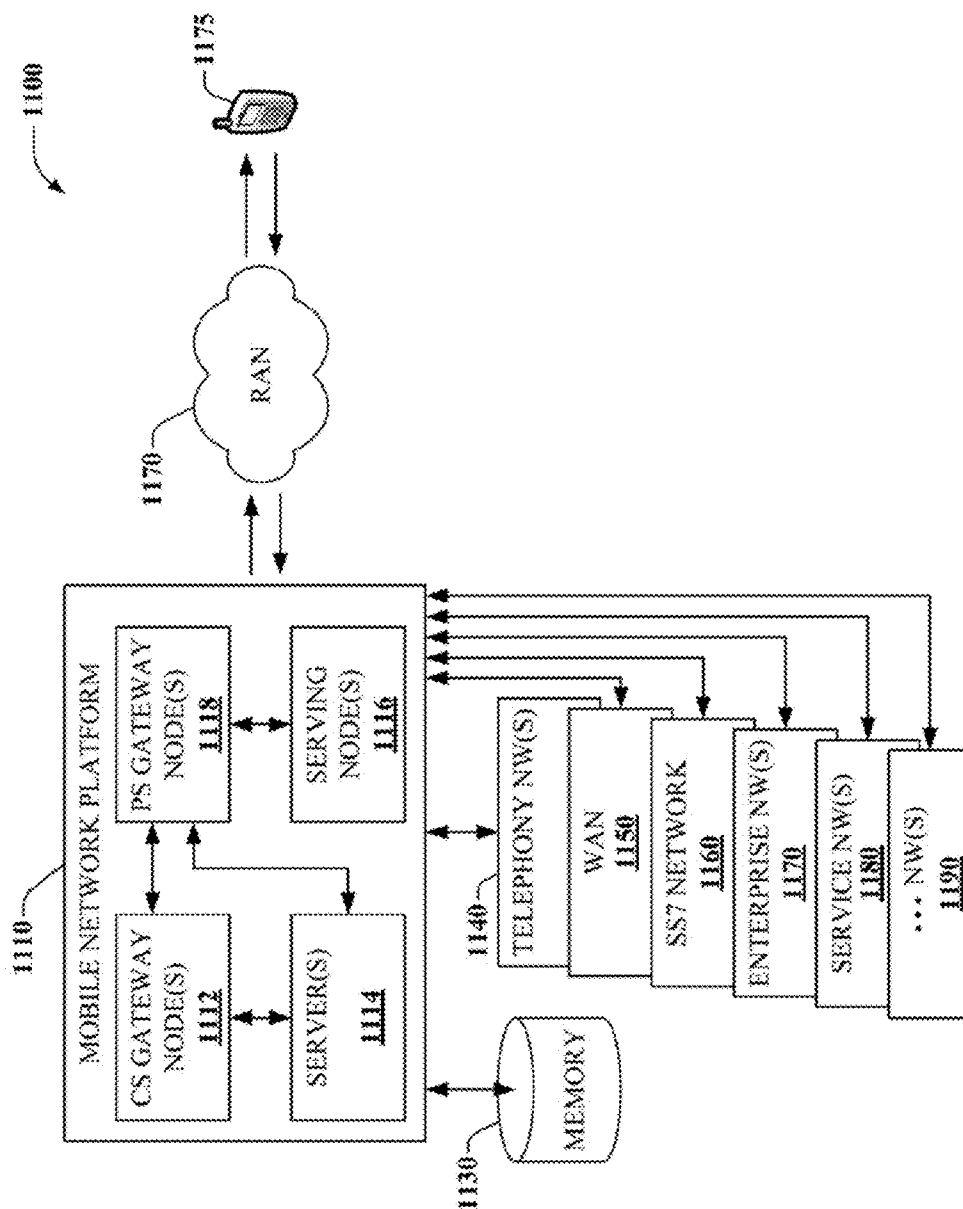 1100
1110
MOBILE NETWORK PLATFORM
CS GATEWAY
NODE(S)
1112
PS GATEWAY
NODE(S)
1118
SERVER(S)
1114
SERVING
NODE(S)
1116
1170
RAN
1175
1130
MEMORY
1140
TELEPHONY NW(S)
WAN
1150
SS7 NETWORK
1160
ENTERPRISE NW(S)
1170
SERVICE NW(S)
1180
••• NW(S)
1190